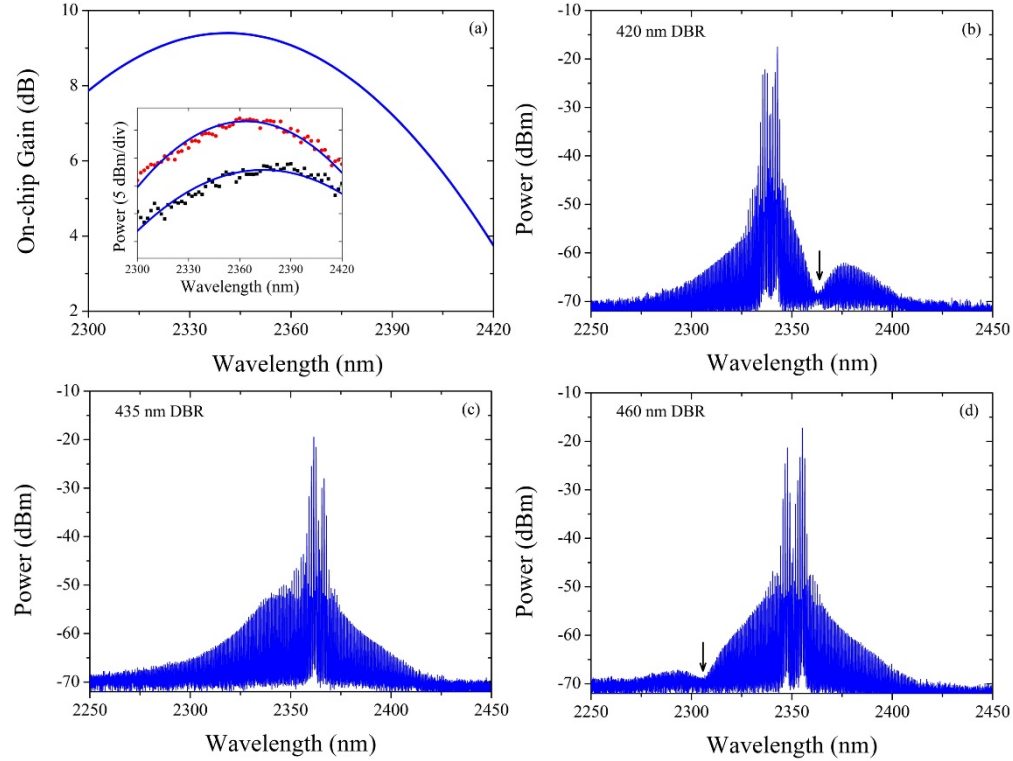 10
8
6
4
2
On-chip Gain (dB)
(a)
Power (5 dBm/div)
2300 2320 2340 2360 2390 2420
Wavelength (nm)
2300 2330 2360 2390 2420
Wavelength (nm)
-10
-20
-30
-40
-50
-60
-70
Power (dBm)
420 nm DBR
(b)
2250 2300 2350 2400 2450
Wavelength (nm)
-10
-20
-30
-40
-50
-60
-70
Power (dBm)
435 nm DBR
(c)
2250 2300 2350 2400 2450
Wavelength (nm)
-10
-20
-30
-40
-50
-60
-70
Power (dBm)
460 nm DBR
(d)
2250 2300 2350 2400 2450
Wavelength (nm)